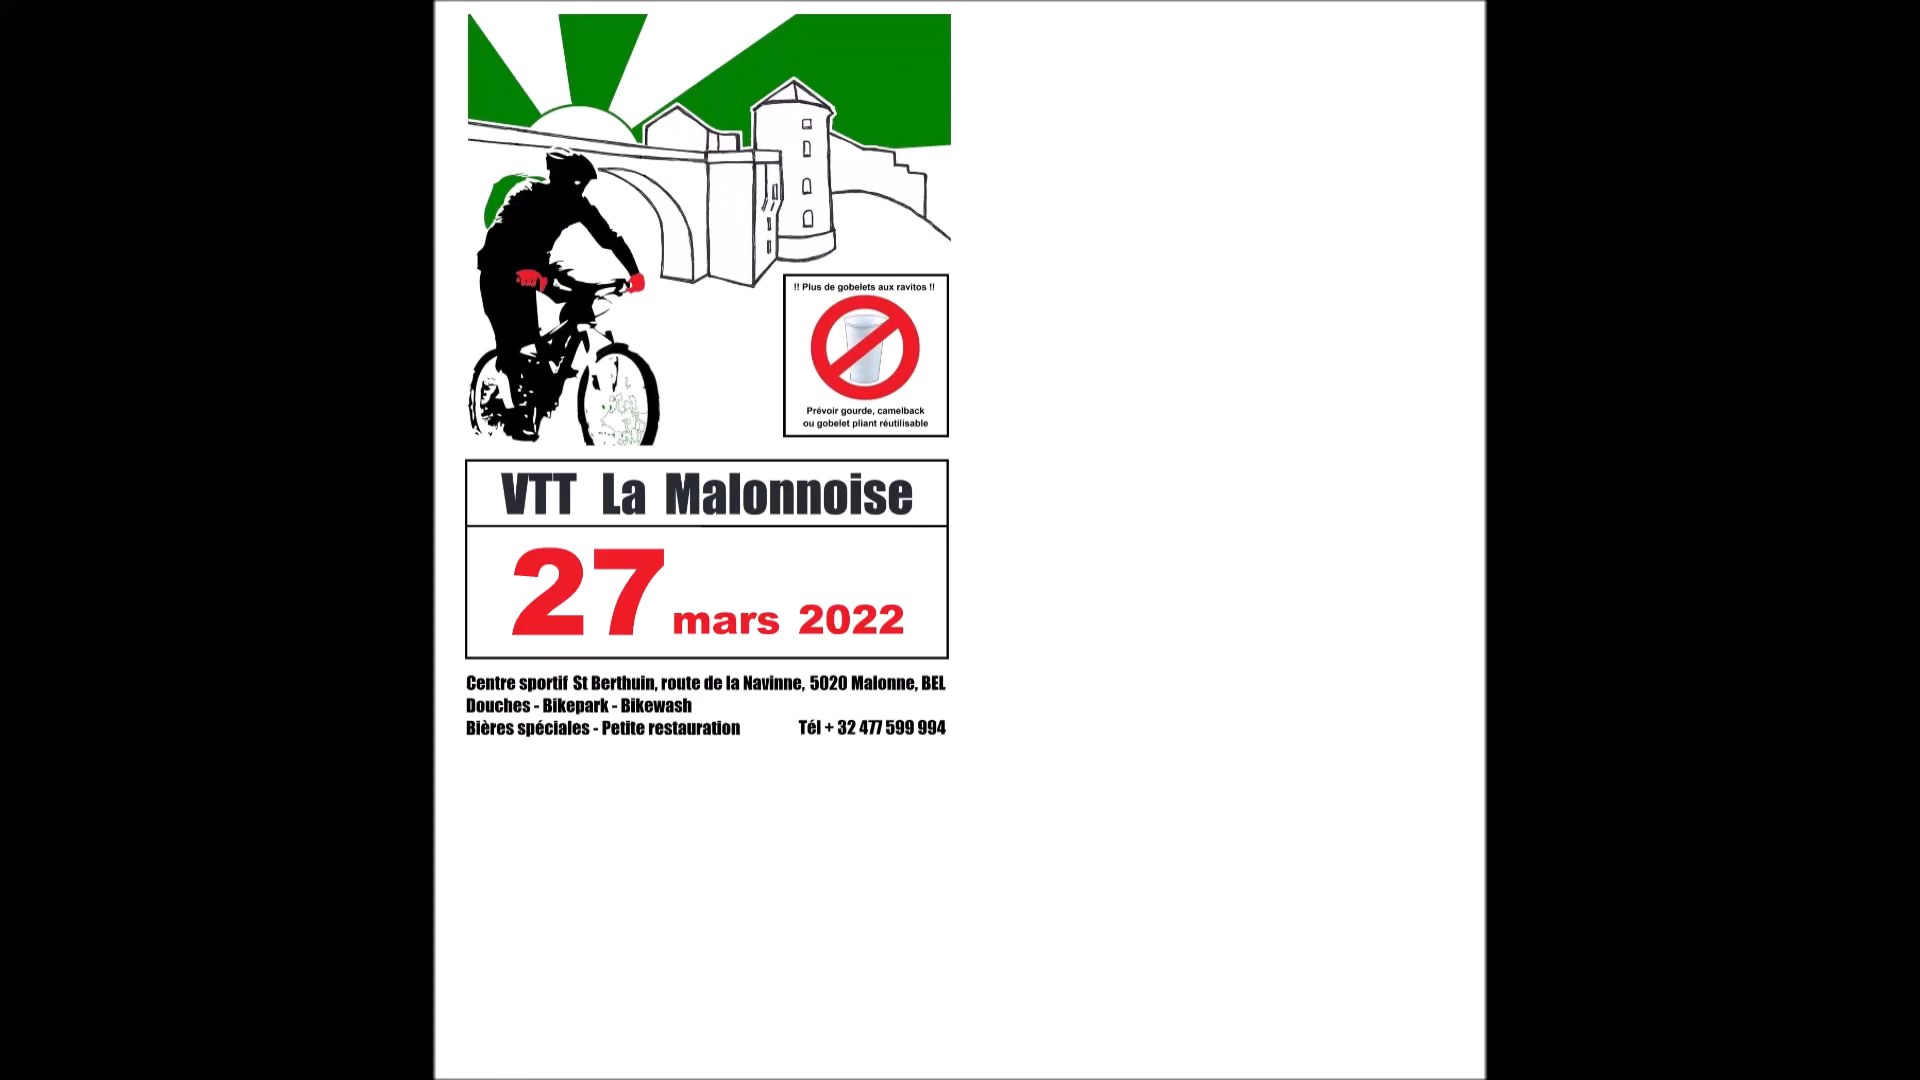 !! Plus de gobelets aux ravitos !!
Prévoir gourde, camelback
ou gobelet pliant réutilisable
VTT La Malonnoise
27 mars 2022
Centre sportif St Berthuin, route de la Navinne, 5020 Malonne, BEL
Douches - Bikepark - Bikewash
Bières spéciales - Petite restauration Tél + 32 477 599 994